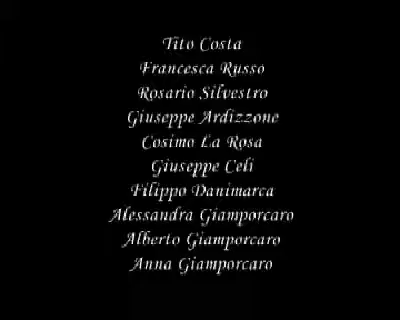 Tito Costa
Francesca Russo
Rosario Silvestro
Giuseppe Ardizzone
Cosimo La Rosa
Giuseppe Celi
Filippo Danimarca
Alessandra Giamporcaro
Alberto Giamporcaro
Anna Giamporcaro